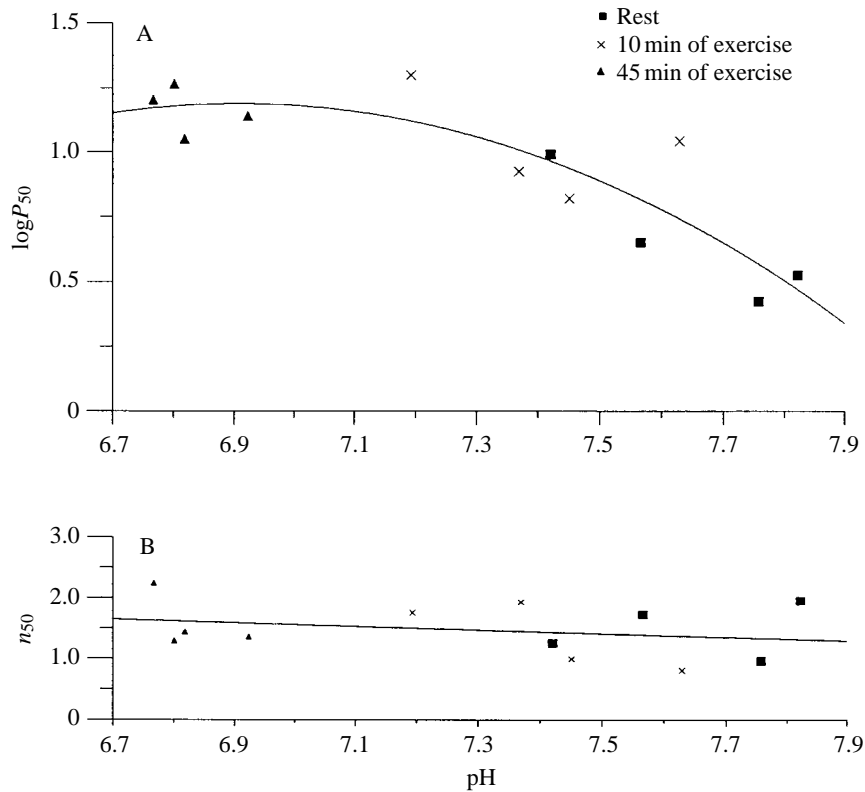 1.5
A
Rest
10 min of exercise
45 min of exercise
1.0
logP50
0.5
0
6.7 6.9 7.1 7.3 7.5 7.7 7.9
3.0
B
2.0
n50
1.0
0
6.7 6.9 7.1 7.3 7.5 7.7 7.9
pH